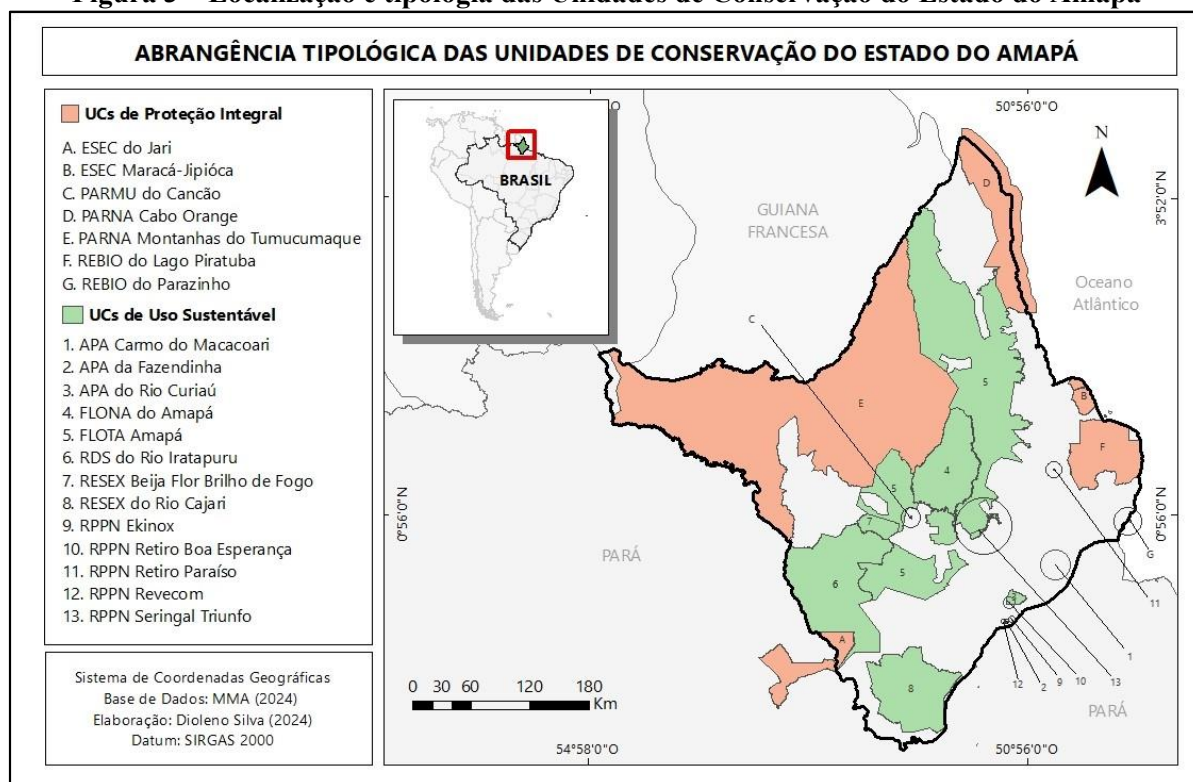 Figura 3 – Localização e tipologia das Unidades de Conservação do Estado do Amapá
ABRANGÊNCIA TIPOLÓGICA DAS UNIDADES DE CONSERVAÇÃO DO ESTADO DO AMAPÁ
UCs de Proteção Integral
A. ESEC do Jari
B. ESEC Maracá-Jipióca
C. PARMU do Cancão
D. PARNA Cabo Orange
E. PARNA Montanhas do Tumucumaque
F. REBIO do Lago Piratuba
G. REBIO do Parazinho
UCs de Uso Sustentável
1. APA Carmo do Macacoari
2. APA da Fazendinha
3. APA do Rio Curiaú
4. FLONA do Amapá
5. FLOTA Amapá
6. RDS do Rio Iratapuru
7. RESEX Beija Flor Brilho de Fogo
8. RESEX do Rio Cajari
9. RPPN Ekinox
10. RPPN Retiro Boa Esperança
11. RPPN Retiro Paraíso
12. RPPN Revecom
13. RPPN Seringal Triunfo
Sistema de Coordenadas Geográficas
Base de Dados: MMA (2024)
Elaboração: Dioleno Silva (2024)
Datum: SIRGAS 2000
BRASIL
O
50°56'0"O
N
3°52'0"N
GUIANA
FRANCESA
Oceano
Atlântico
D
C
E
5
B
F
4
5
7
0°56'0"N
0°56'0"N
PARÁ
G
6
5
11
3
A
1
13
10
9
2
12
8
PARÁ
0 30 60 120 180
Km
54°58'0"O
50°56'0"O